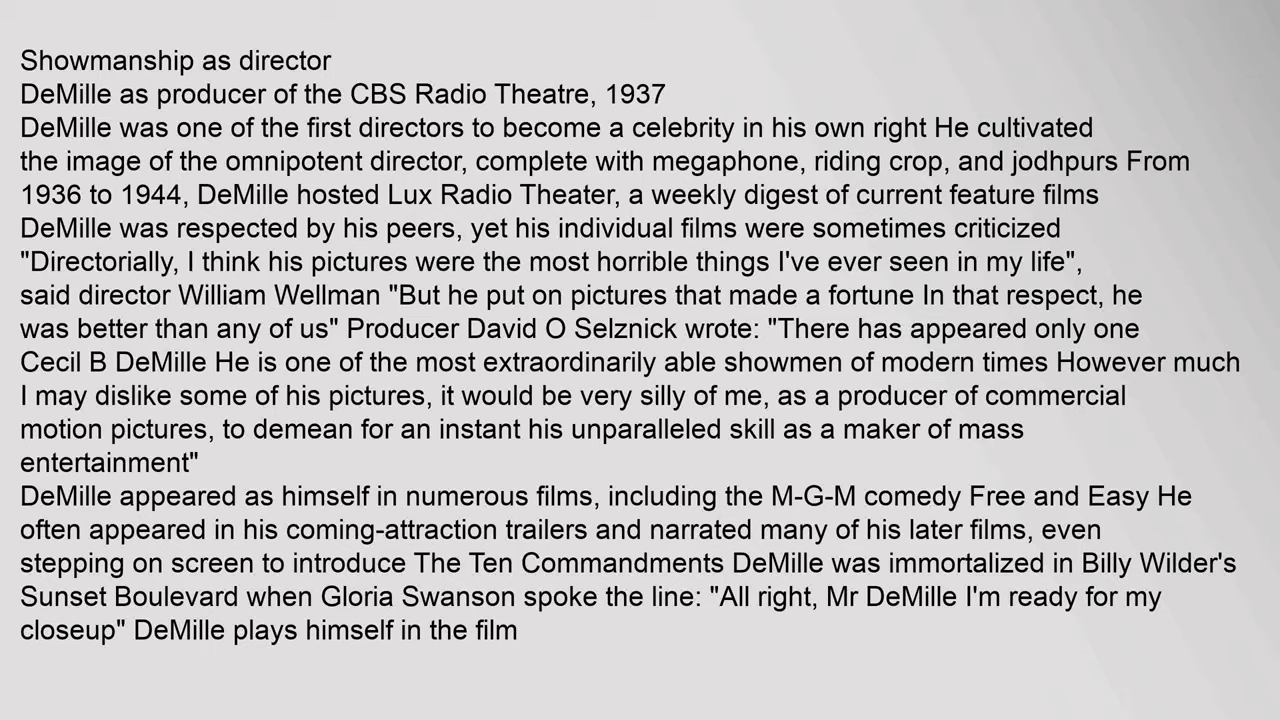 Showmanship as director
DeMille as producer of the CBS Radio Theatre, 1937
DeMille was one of the first directors to become a celebrity in his own right He cultivated
the image of the omnipotent director, complete with megaphone, riding crop, and jodhpurs From
1936 to 1944, DeMille hosted Lux Radio Theater, a weekly digest of current feature films
DeMille was respected by his peers, yet his individual films were sometimes criticized
"Directorially, I think his pictures were the most horrible things I've ever seen in my life",
said director William Wellman "But he put on pictures that made a fortune In that respect, he
was better than any of us" Producer David O Selznick wrote: "There has appeared only one
Cecil B DeMille He is one of the most extraordinarily able showmen of modern times However much
I may dislike some of his pictures, it would be very silly of me, as a producer of commercial
motion pictures, to demean for an instant his unparalleled skill as a maker of mass
entertainment"
DeMille appeared as himself in numerous films, including the M-G-M comedy Free and Easy He
often appeared in his coming-attraction trailers and narrated many of his later films, even
stepping on screen to introduce The Ten Commandments DeMille was immortalized in Billy Wilder's
Sunset Boulevard when Gloria Swanson spoke the line: "All right, Mr DeMille I'm ready for my
closeup" DeMille plays himself in the film